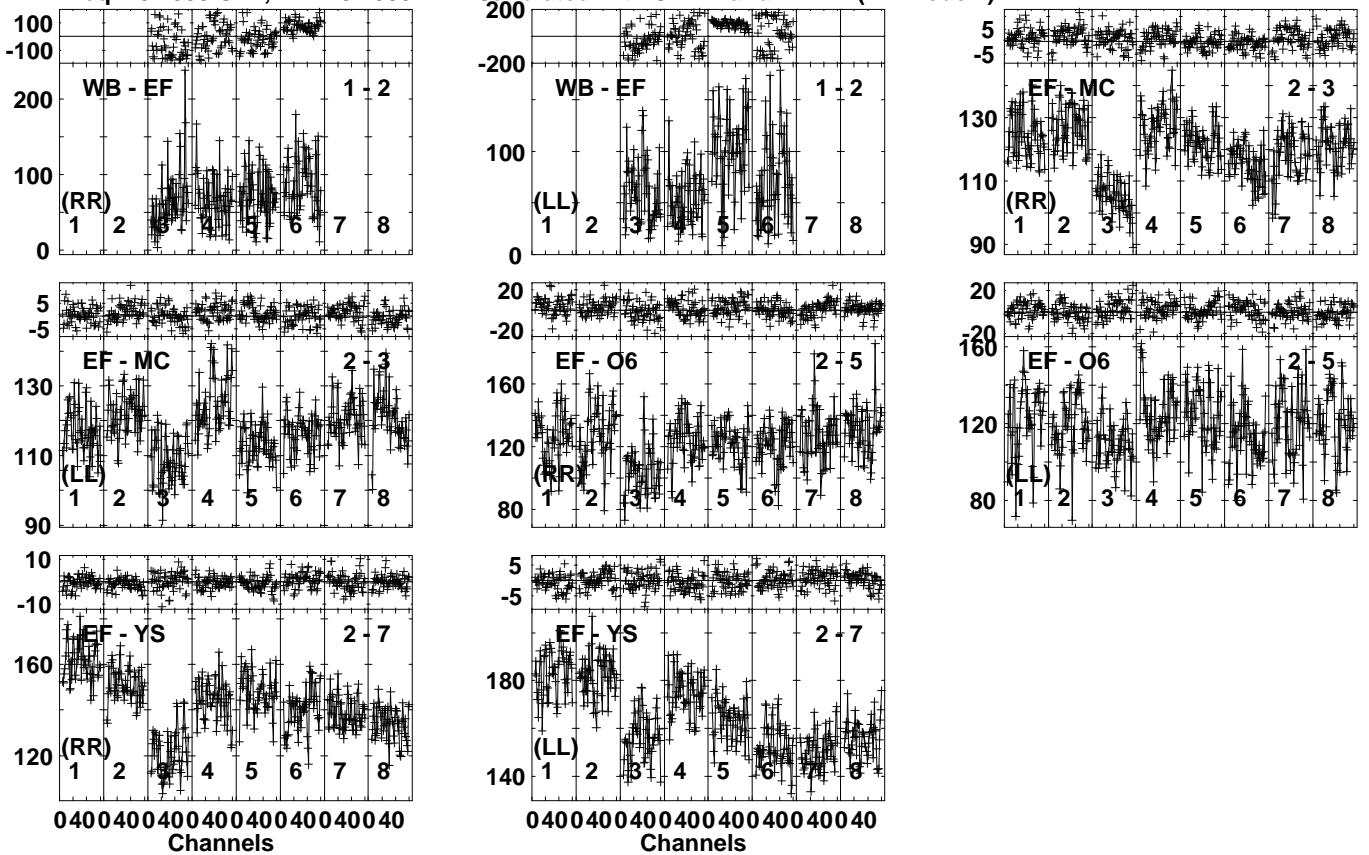 100
-100
WB - EF 1 - 2
200
100
(RR)
1 2 3 4 5 6 7 8
0
200
0
-200
WB - EF 1 - 2
100
(LL)
1 2 3 4 5 6 7 8
0
5
-5
EF - MC 2 - 3
130
110
(RR)
1 2 3 4 5 6 7 8
90
5
-5
EF - MC 2 - 3
130
110
(LL)
1 2 3 4 5 6 7 8
90
20
-20
EF - O6 2 - 5
160
120
(RR)
1 2 3 4 5 6 7 8
80
20
-20
160
EF - O6 2 - 5
120
(LL)
80
1 2 3 4 5 6 7 8
10
-10
EF - YS 2 - 7
160
(RR)
120
1 2 3 4 5 6 7 8
0 40 0 40 0 40 0 40 0 40 0 40 0 40 0 40
Channels
5
-5
EF - YS 2 - 7
180
(LL)
140
1 2 3 4 5 6 7 8
0 40 0 40 0 40 0 40 0 40 0 40 0 40 0 40
Channels